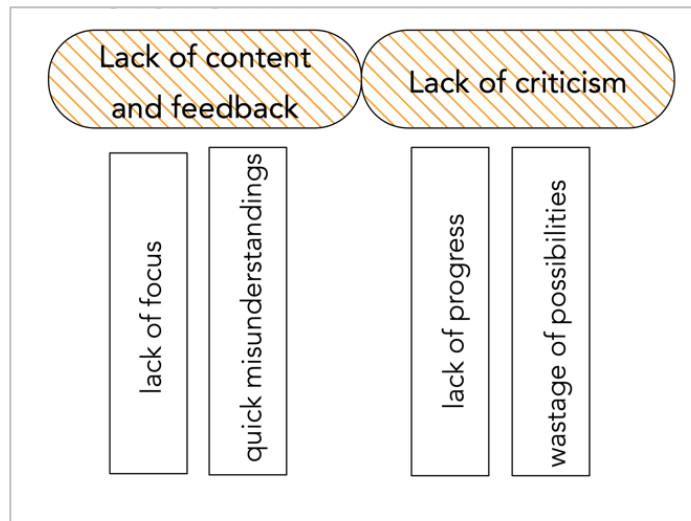 Lack of content
and feedback
Lack of criticism
lack of focus
quick misunderstandings
lack of progress
wastage of possibilities